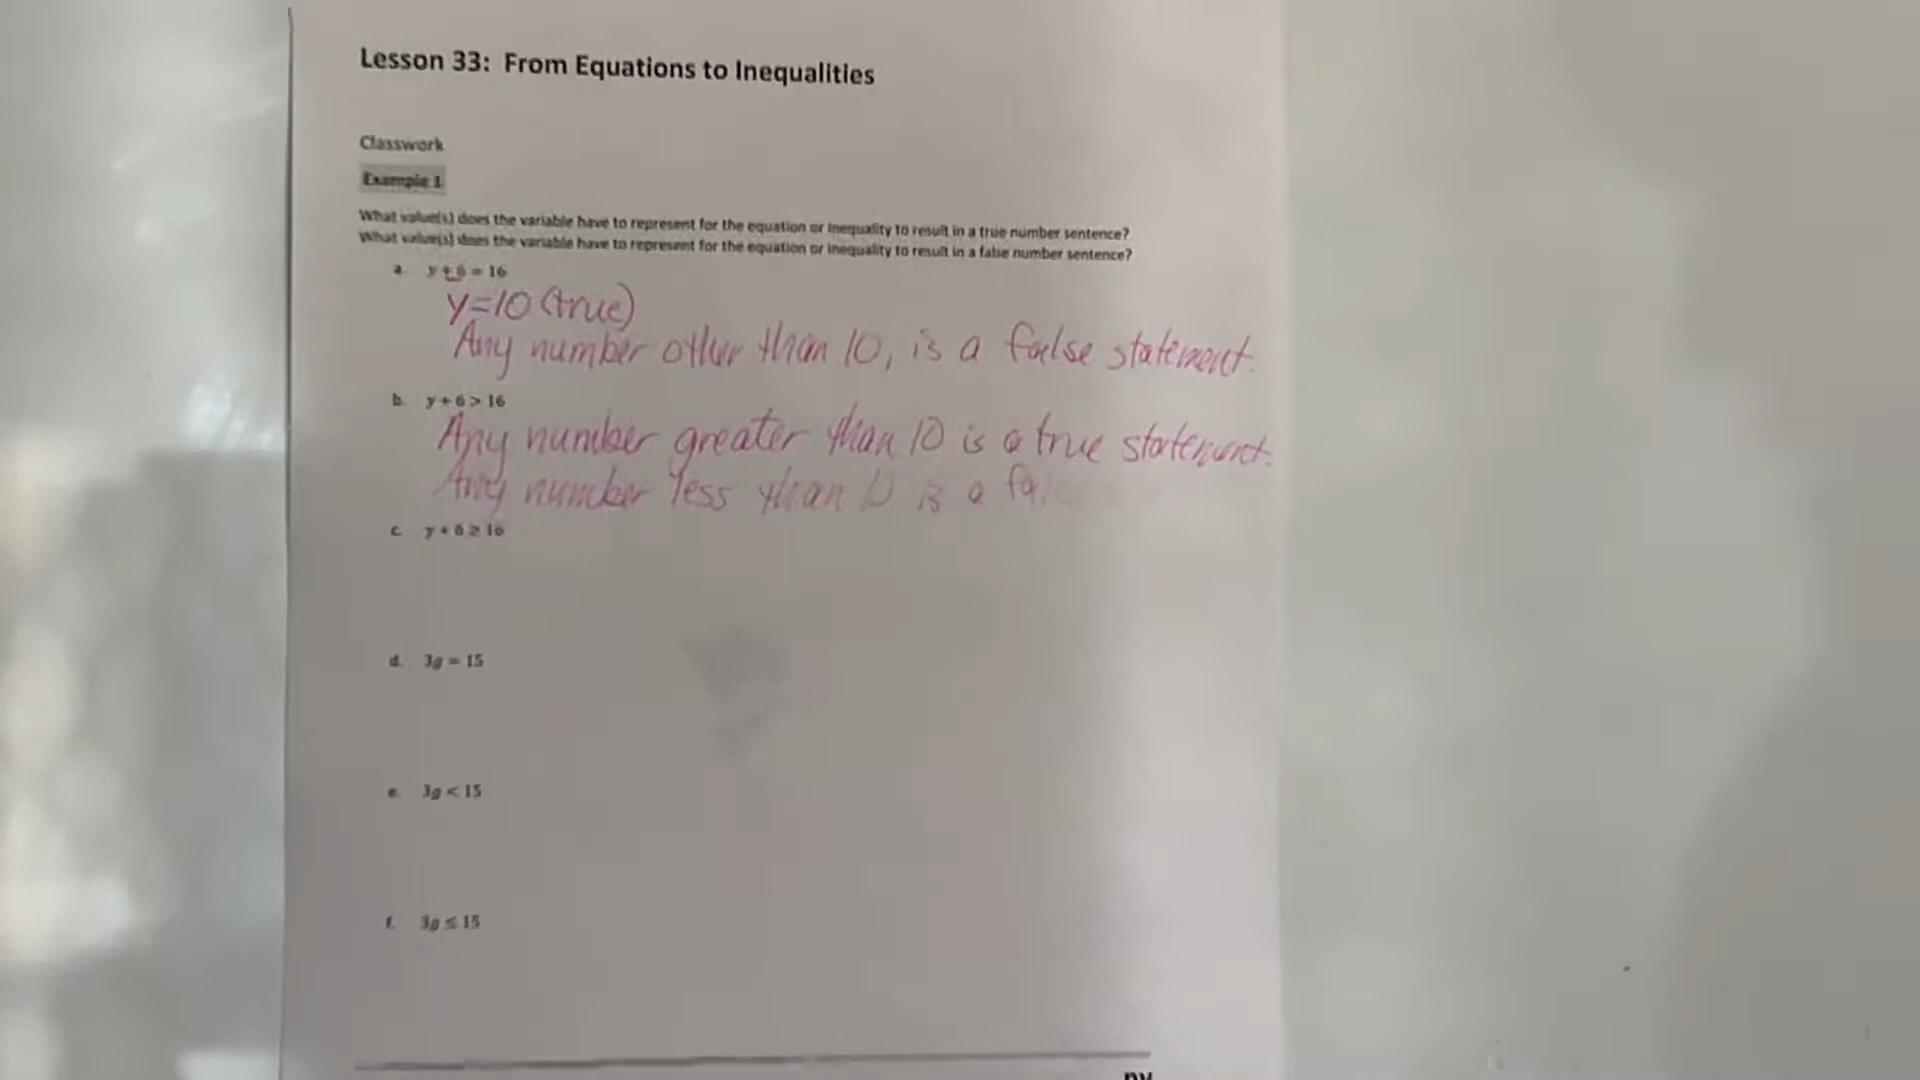 Lesson 33: From Equations to Inequalities
Classwork
Example 1
What value(s) does the variable have to represent for the equation or inequality to result in a true number sentence?
What value(s) does the variable have to represent for the equation or inequality to result in a false number sentence?
a. y + 6 = 16
y=10 (true)
Any number other than 10, is a false statement.
b. y + 6 > 16
Any number greater than 10 is a true statement.
Any number less than 10 is a fal
c. y + 6 ≥ 16
d. 3g = 15
e. 3g < 15
f. 3g ≤ 15